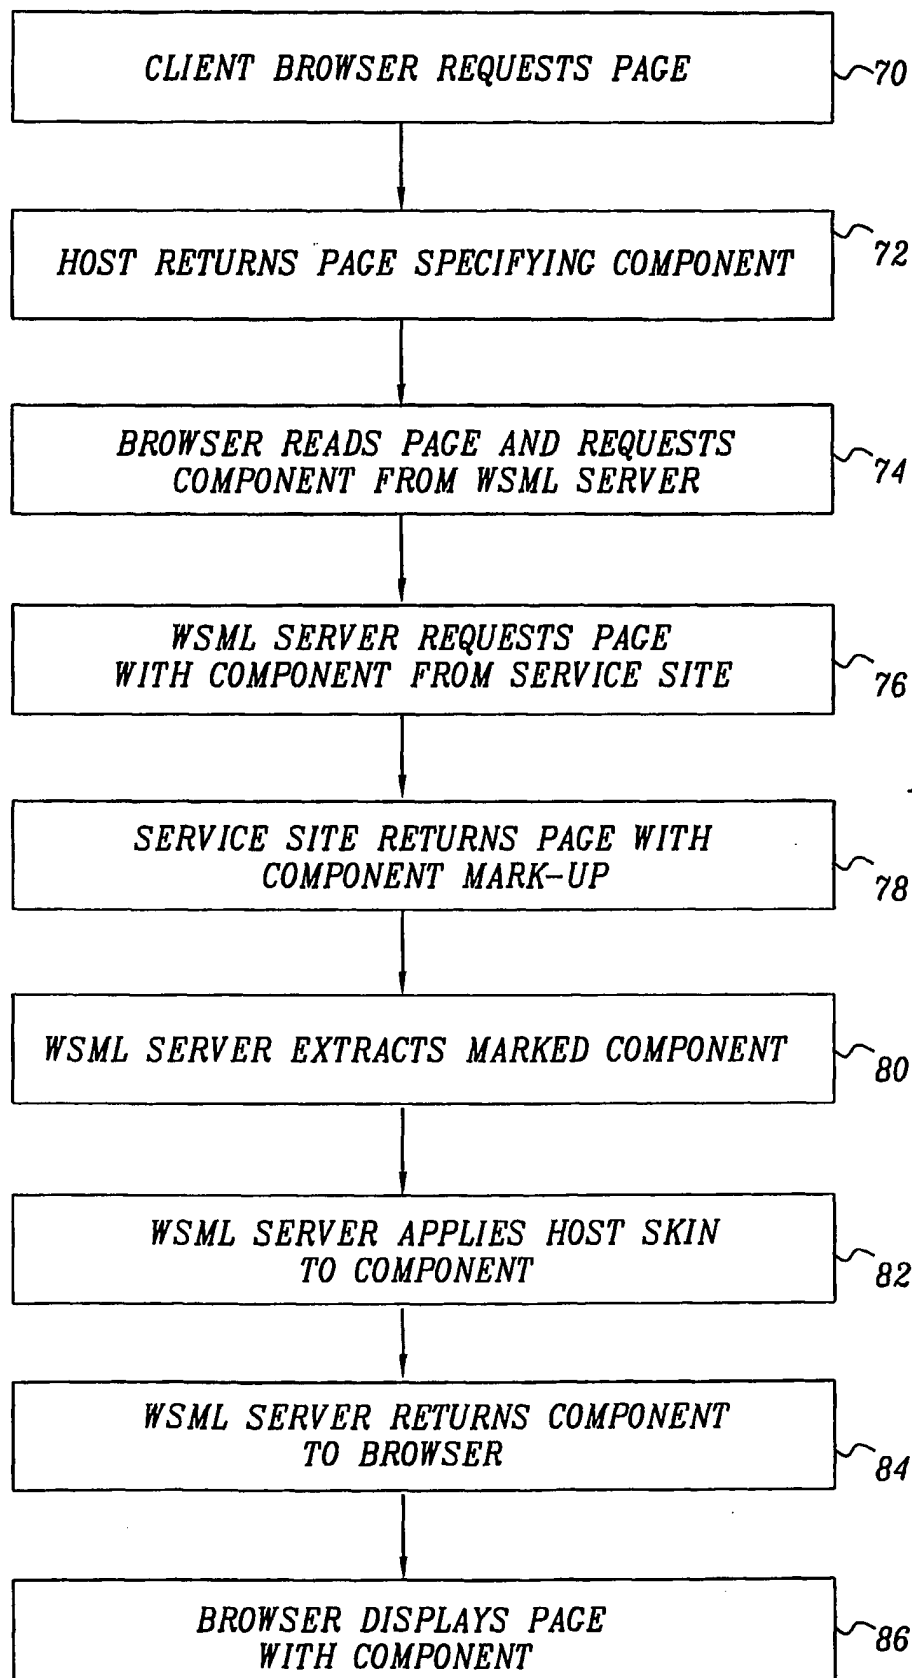 CLIENT BROWSER REQUESTS PAGE
70
HOST RETURNS PAGE SPECIFYING COMPONENT
72
BROWSER READS PAGE AND REQUESTS
COMPONENT FROM WSML SERVER
74
WSML SERVER REQUESTS PAGE
WITH COMPONENT FROM SERVICE SITE
76
SERVICE SITE RETURNS PAGE WITH
COMPONENT MARK-UP
78
WSML SERVER EXTRACTS MARKED COMPONENT
80
WSML SERVER APPLIES HOST SKIN
TO COMPONENT
82
WSML SERVER RETURNS COMPONENT
TO BROWSER
84
BROWSER DISPLAYS PAGE
WITH COMPONENT
86